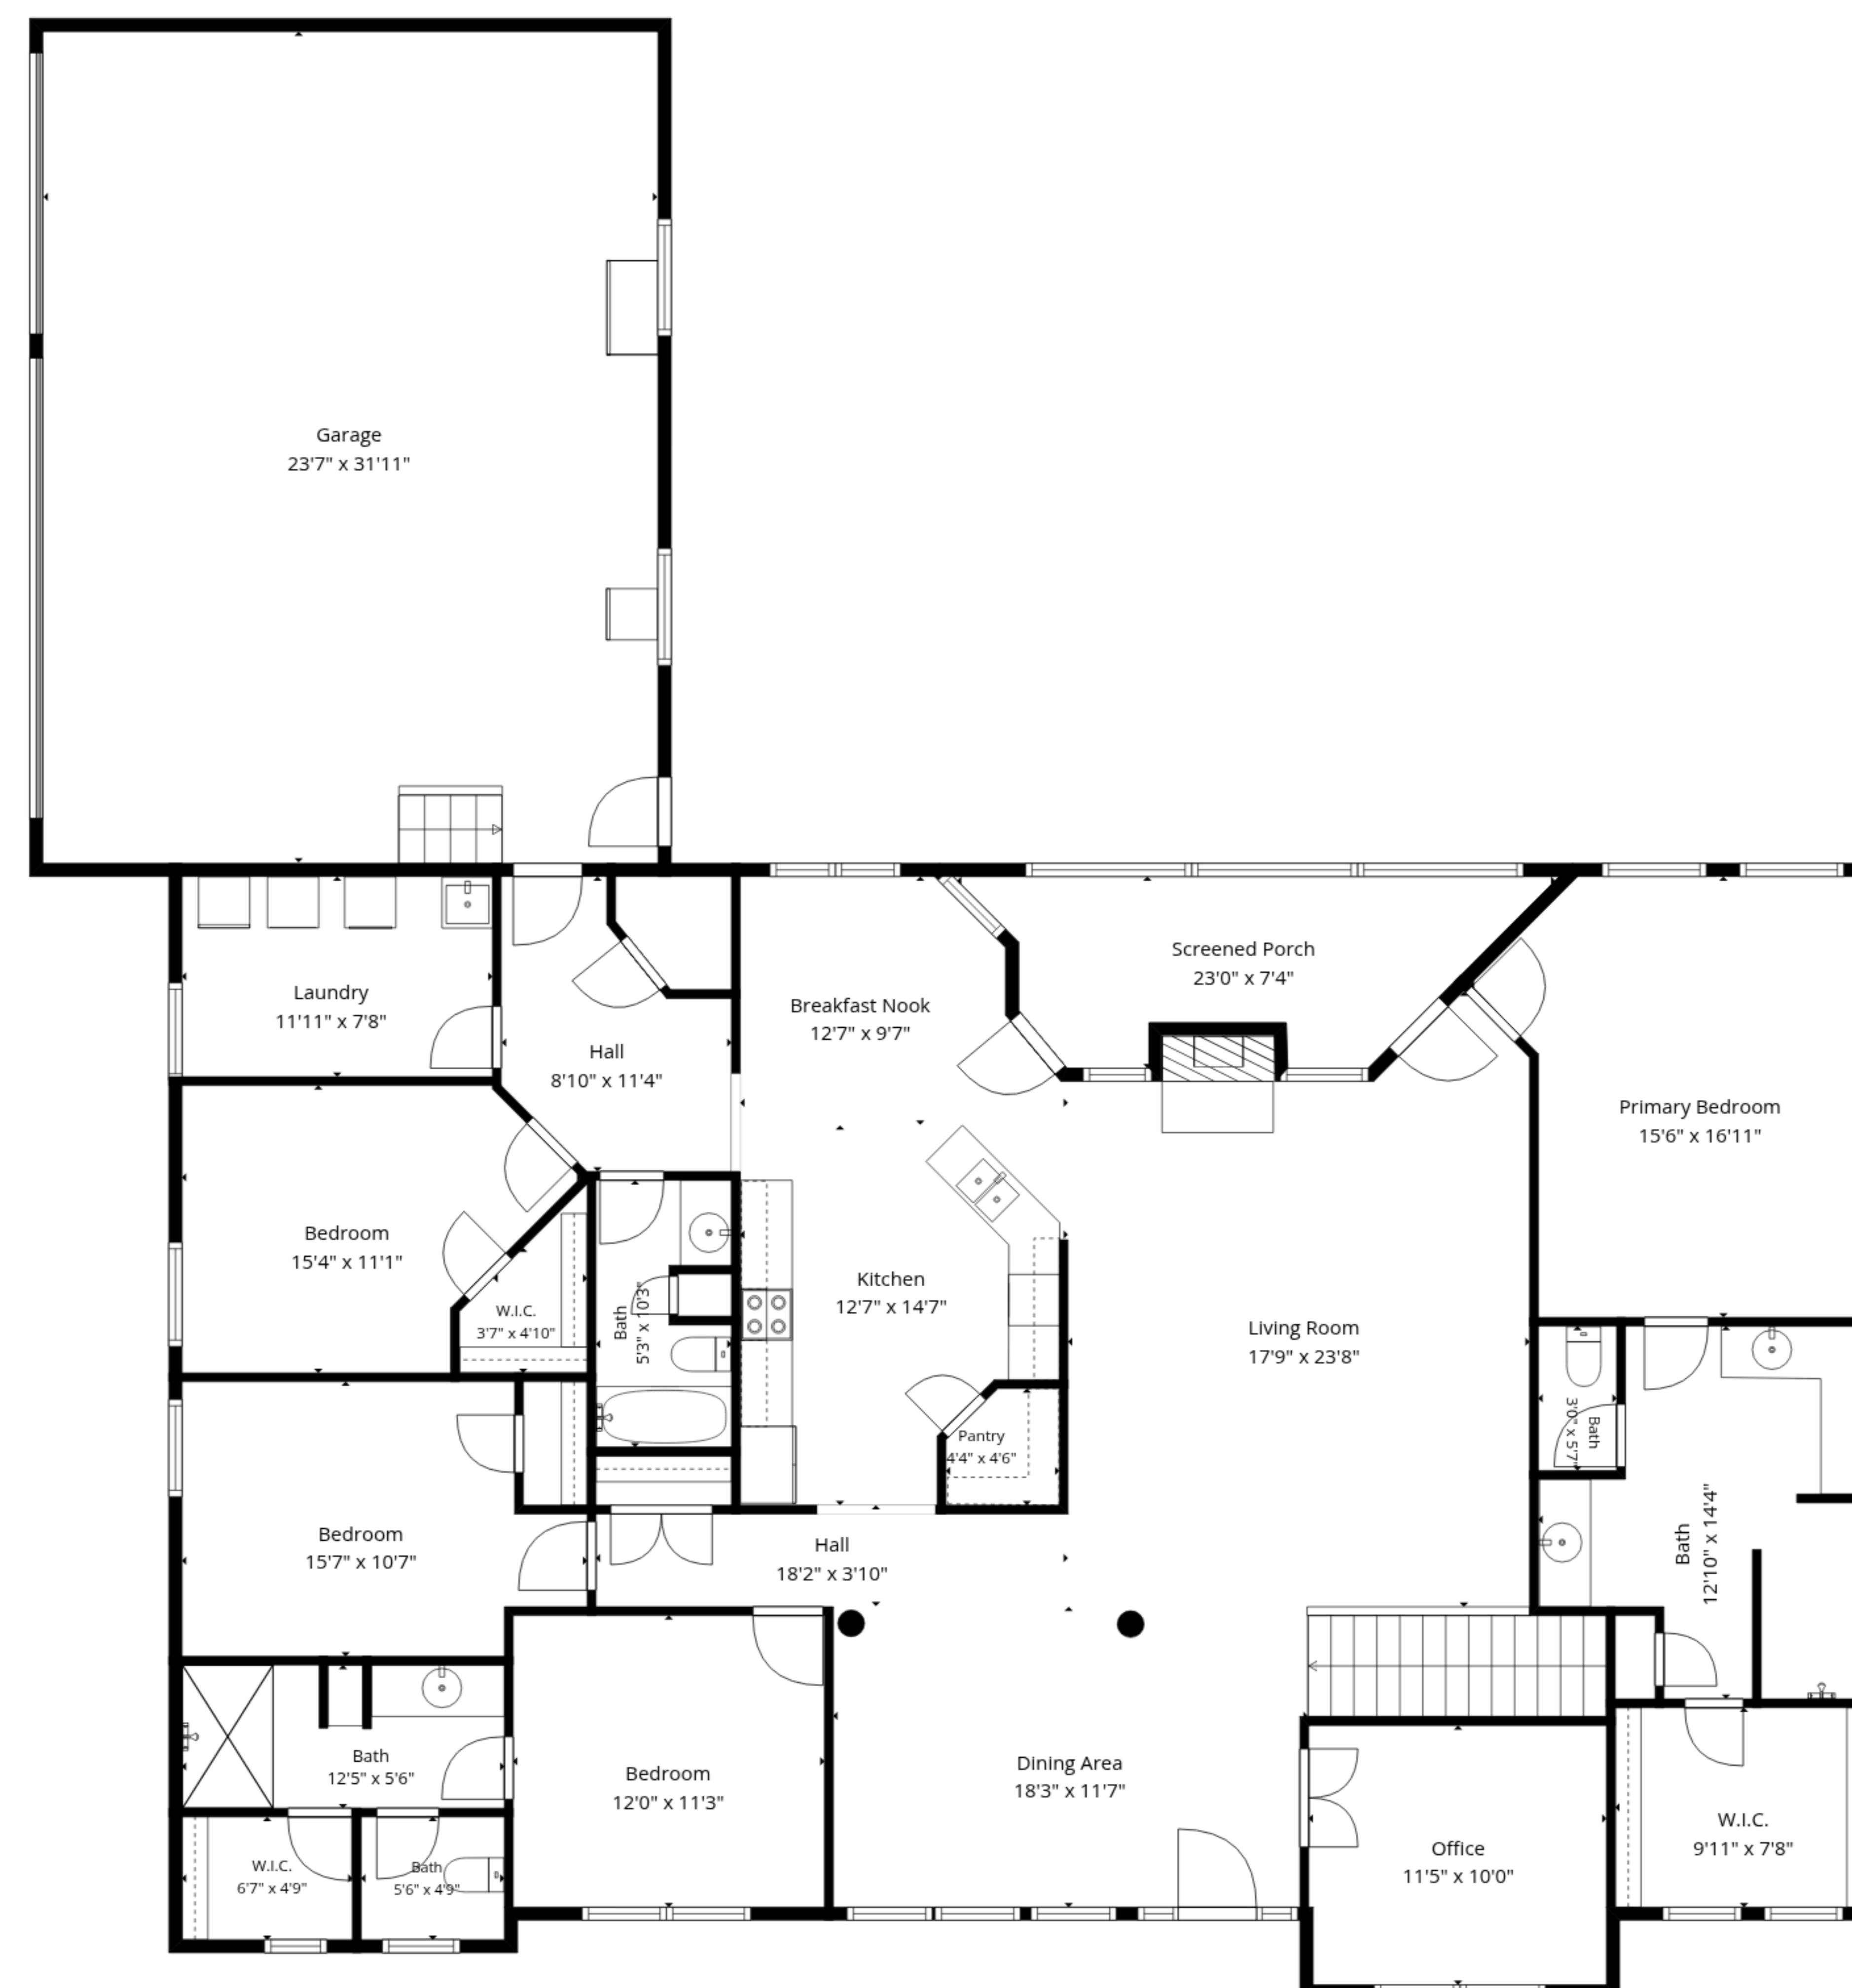 Garage
23'7" x 31'11"
Screened Porch
23'0" x 7'4"
Laundry
11'11" x 7'8"
Breakfast Nook
12'7" x 9'7"
Hall
8'10" x 11'4"
Primary Bedroom
15'6" x 16'11"
Bedroom
15'4" x 11'1"
W.I.C.
3'7" x 4'10"
Bath
5'3" x 10'3"
Kitchen
12'7" x 14'7"
Living Room
17'9" x 23'8"
Bath
3'0" x 5'7"
Pantry
4'4" x 4'6"
Bedroom
15'7" x 10'7"
Hall
18'2" x 3'10"
Bath
12'10" x 14'4"
Bath
12'5" x 5'6"
Bedroom
12'0" x 11'3"
Dining Area
18'3" x 11'7"
Office
11'5" x 10'0"
W.I.C.
9'11" x 7'8"
W.I.C.
6'7" x 4'9"
Bath
5'6" x 4'9"